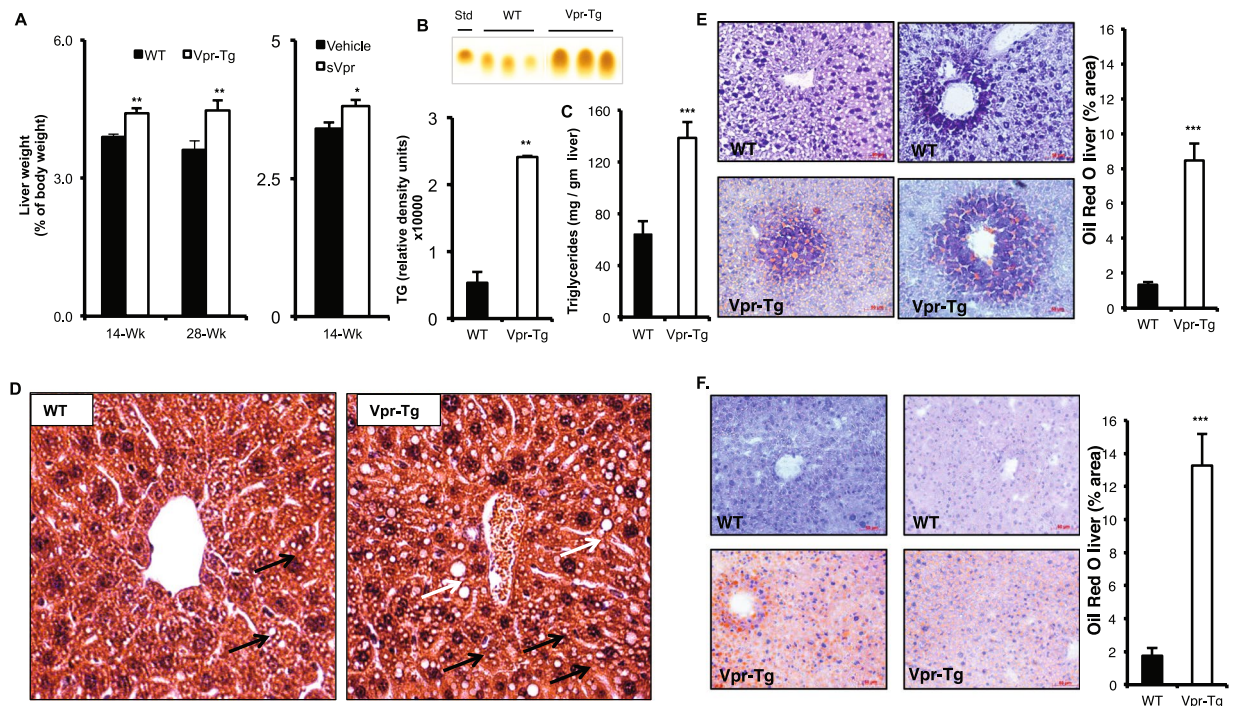 A
6.0
3.0
0.0
Liver weight
(% of body weight)
WT
Vpr-Tg
**
**
14-Wk
28-Wk
5
2.5
0
Vehicle
sVpr
*
14-Wk
B
Std
WT
Vpr-Tg
3
2
1
0
TG (relative density units)
x10000
**
WT
Vpr-Tg
C
160
120
80
40
0
Triglycerides (mg / gm liver)
***
WT
Vpr-Tg
D
WT
Vpr-Tg
E
WT
WT
Vpr-Tg
Vpr-Tg
16
14
12
10
8
6
4
2
0
Oil Red O liver (% area)
***
WT
Vpr-Tg
F.
WT
WT
Vpr-Tg
Vpr-Tg
16
14
12
10
8
6
4
2
0
Oil Red O liver (% area)
***
WT
Vpr-Tg